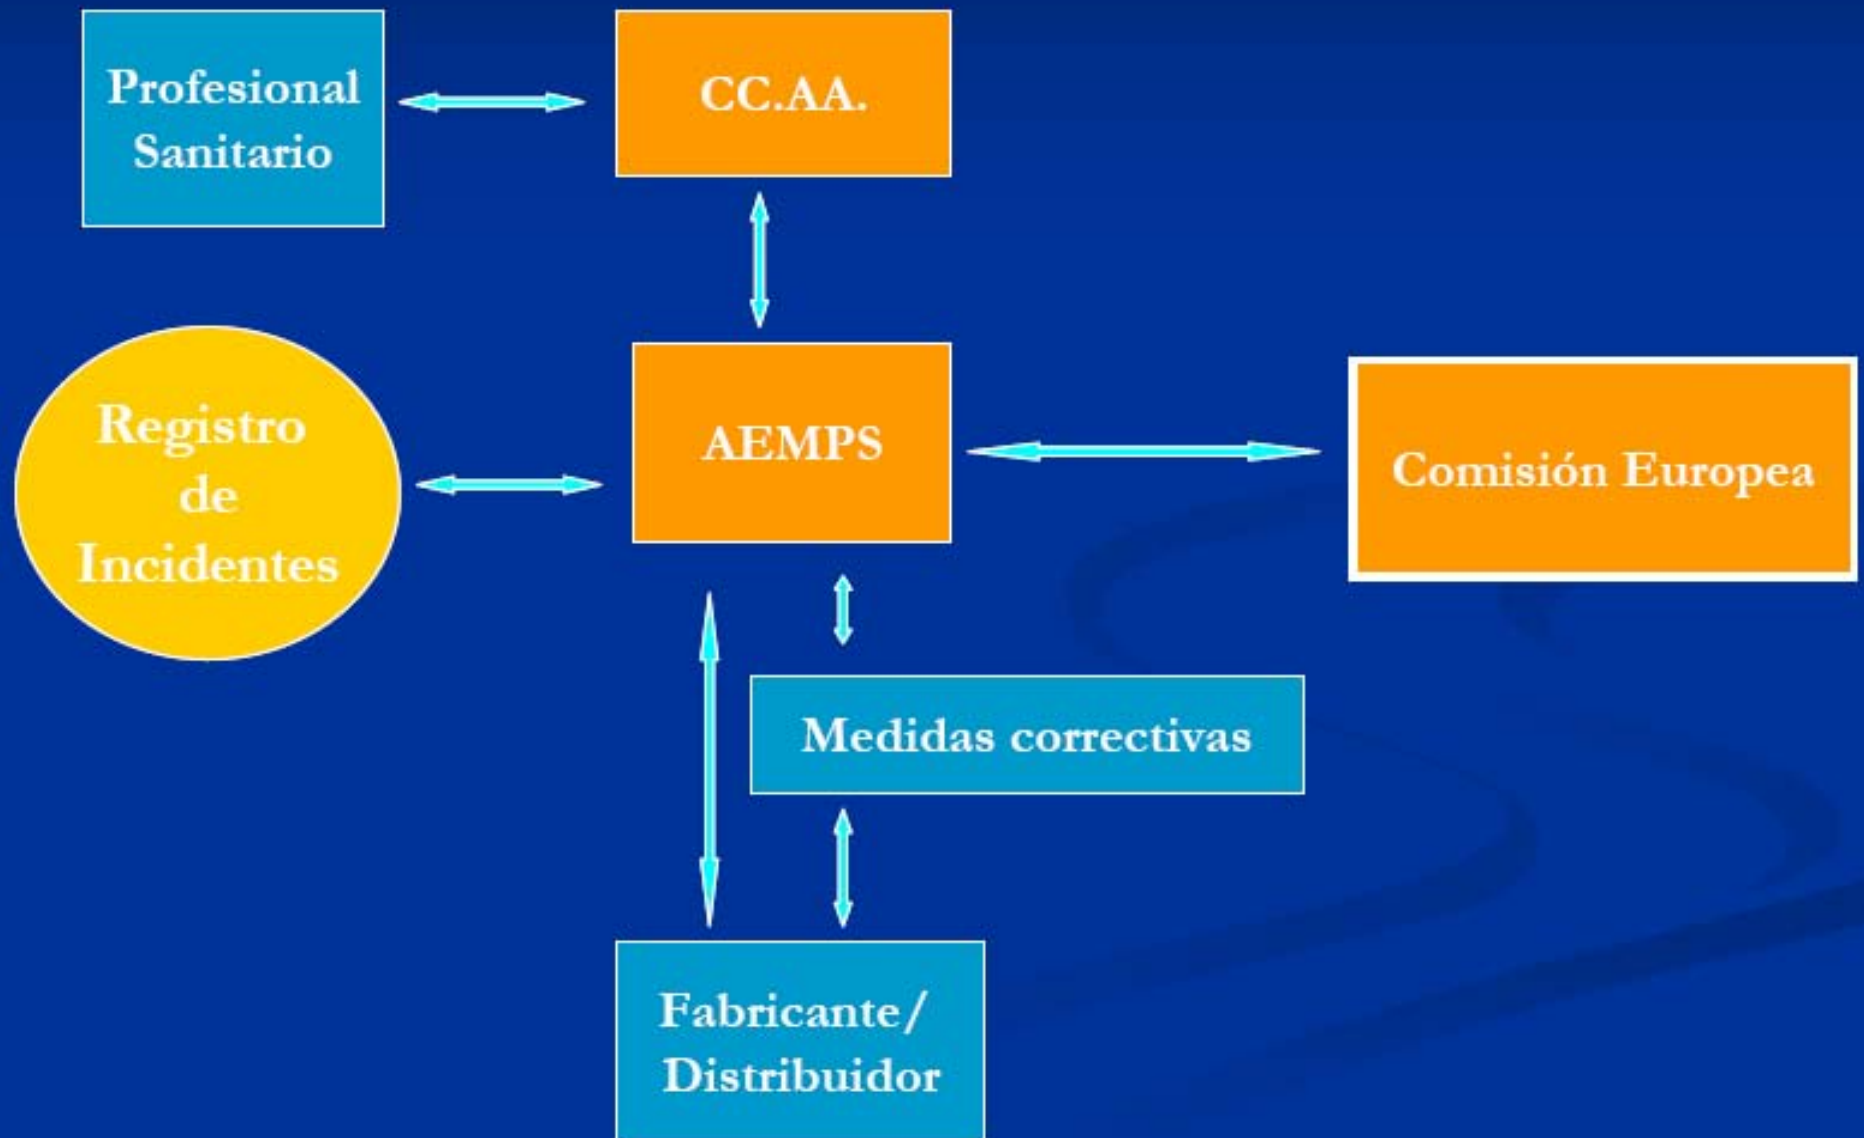 Profesional
Sanitario
CC.AA.
Registro
de
Incidentes
AEMPS
Comisión Europea
Medidas correctivas
Fabricante/
Distribuidor